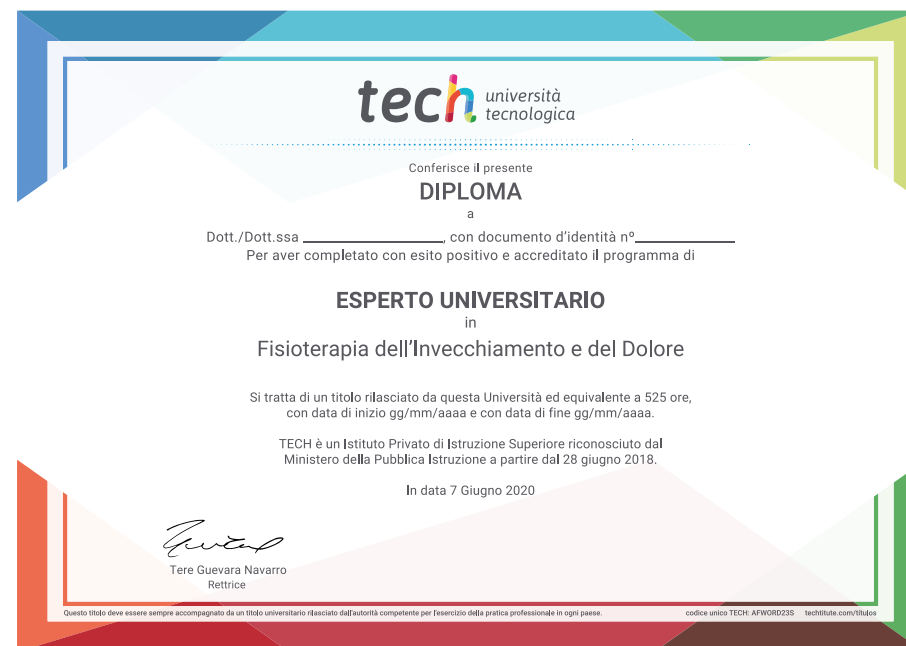 tech università
tecnologica
Conferisce il presente
DIPLOMA
a
Dott./Dott.ssa ____________________, con documento d'identità nº______________
Per aver completato con esito positivo e accreditato il programma di
ESPERTO UNIVERSITARIO
in
Fisioterapia dell'Invecchiamento e del Dolore
Si tratta di un titolo rilasciato da questa Università ed equivalente a 525 ore,
con data di inizio gg/mm/aaaa e con data di fine gg/mm/aaaa.
TECH è un Istituto Privato di Istruzione Superiore riconosciuto dal
Ministero della Pubblica Istruzione a partire dal 28 giugno 2018.
In data 7 Giugno 2020
Tere Guevara Navarro
Rettrice
Questo titolo deve essere sempre accompagnato da un titolo universitario rilasciato dall'autorità competente per l'esercizio della pratica professionale in ogni paese. codice unico TECH: AFWORD23S techtitute.com/titulos